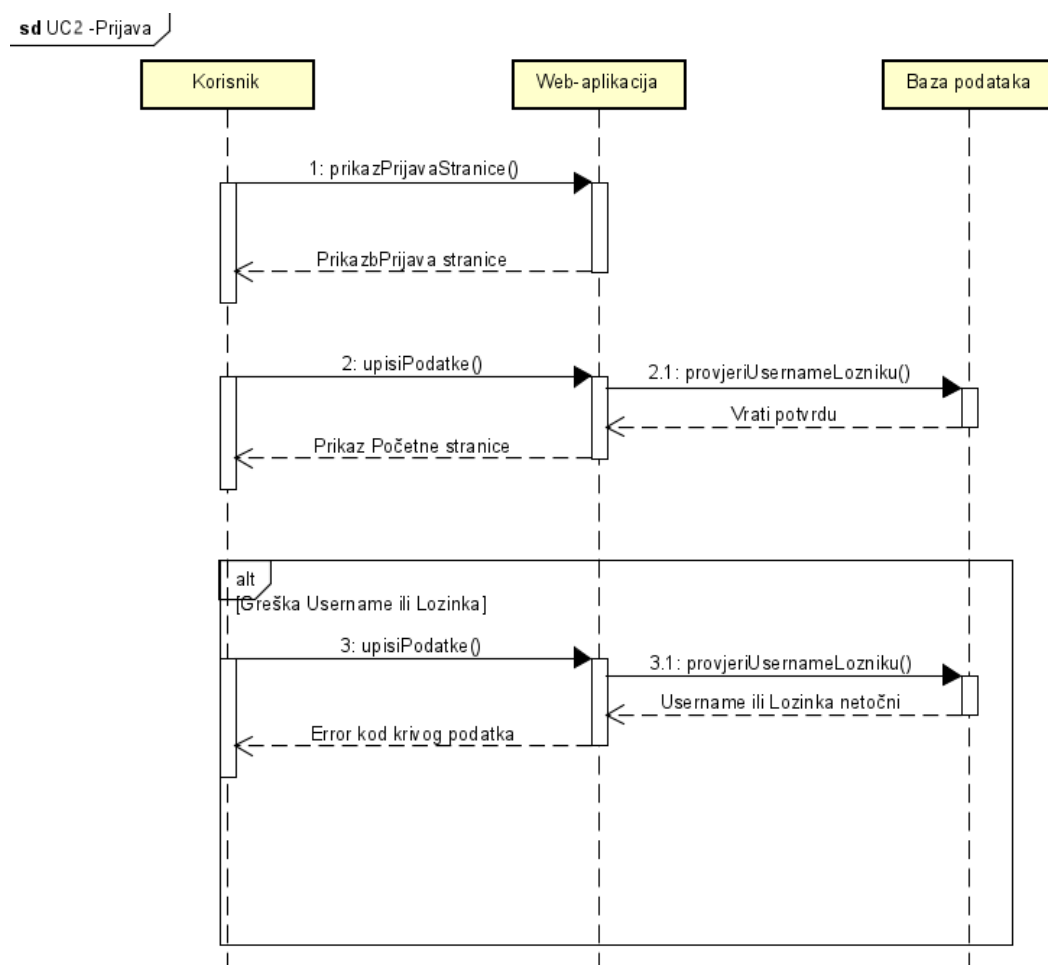 sd UC2 -Prijava
Korisnik
Web-aplikacija
Baza podataka
1: prikazPrijavaStranice()
PrikazbPrijava stranice
2: upisiPodatke()
2.1: provjeriUsernameLozniku()
Vrati potvrdu
Prikaz Početne stranice
alt
[Greška Username ili Lozinka]
3: upisiPodatke()
3.1: provjeriUsernameLozniku()
Username ili Lozinka netočni
Error kod krivog podatka